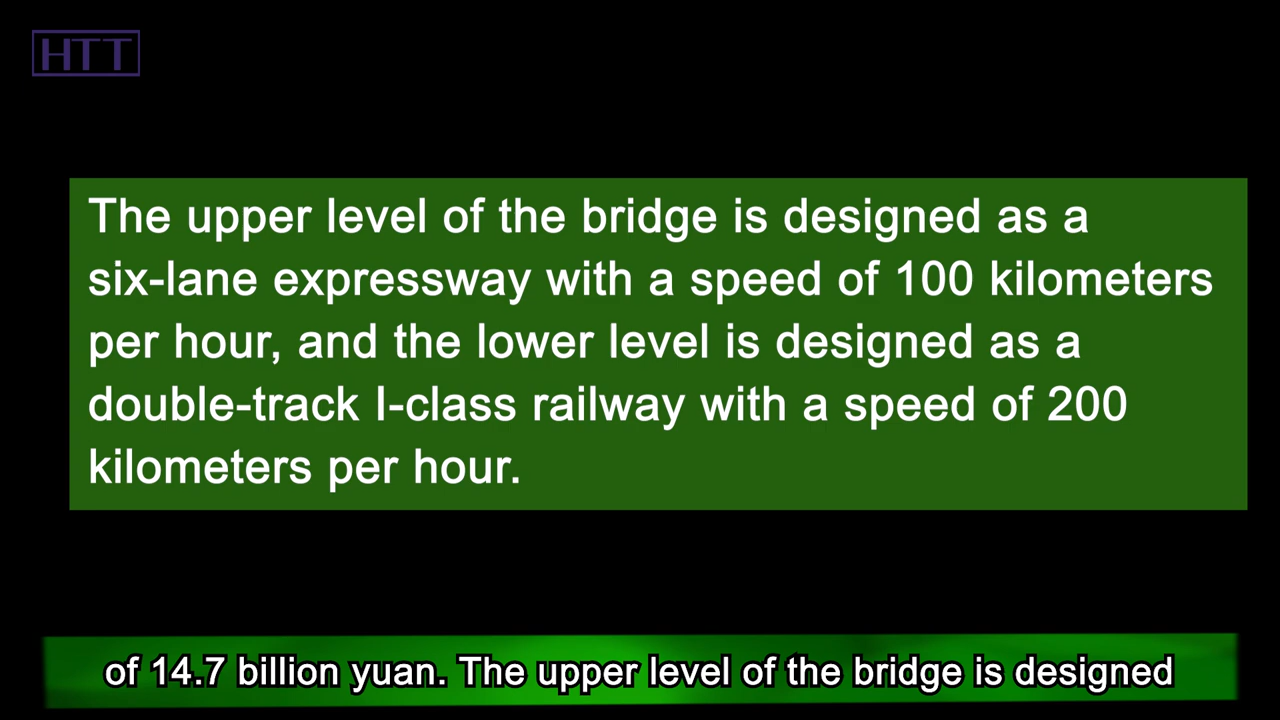 HTT
The upper level of the bridge is designed as a
six-lane expressway with a speed of 100 kilometers
per hour, and the lower level is designed as a
double-track I-class railway with a speed of 200
kilometers per hour.
of 14.7 billion yuan. The upper level of the bridge is designed